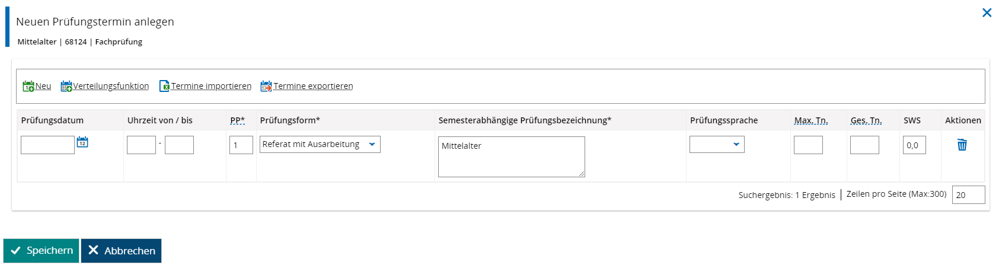 Neuen Prüfungstermin anlegen
Mittelalter | 68124 | Fachprüfung
Neu Verteilungsfunktion Termine importieren Termine exportieren
Prüfungsdatum Uhrzeit von / bis PP* Prüfungsform* Semesterabhängige Prüfungsbezeichnung* Prüfungssprache Max. Tn. Ges. Tn. SWS Aktionen
12 - 1 Referat mit Ausarbeitung Mittelalter 0,0
Suchergebnis: 1 Ergebnis Zeilen pro Seite (Max:300) 20
Speichern Abbrechen